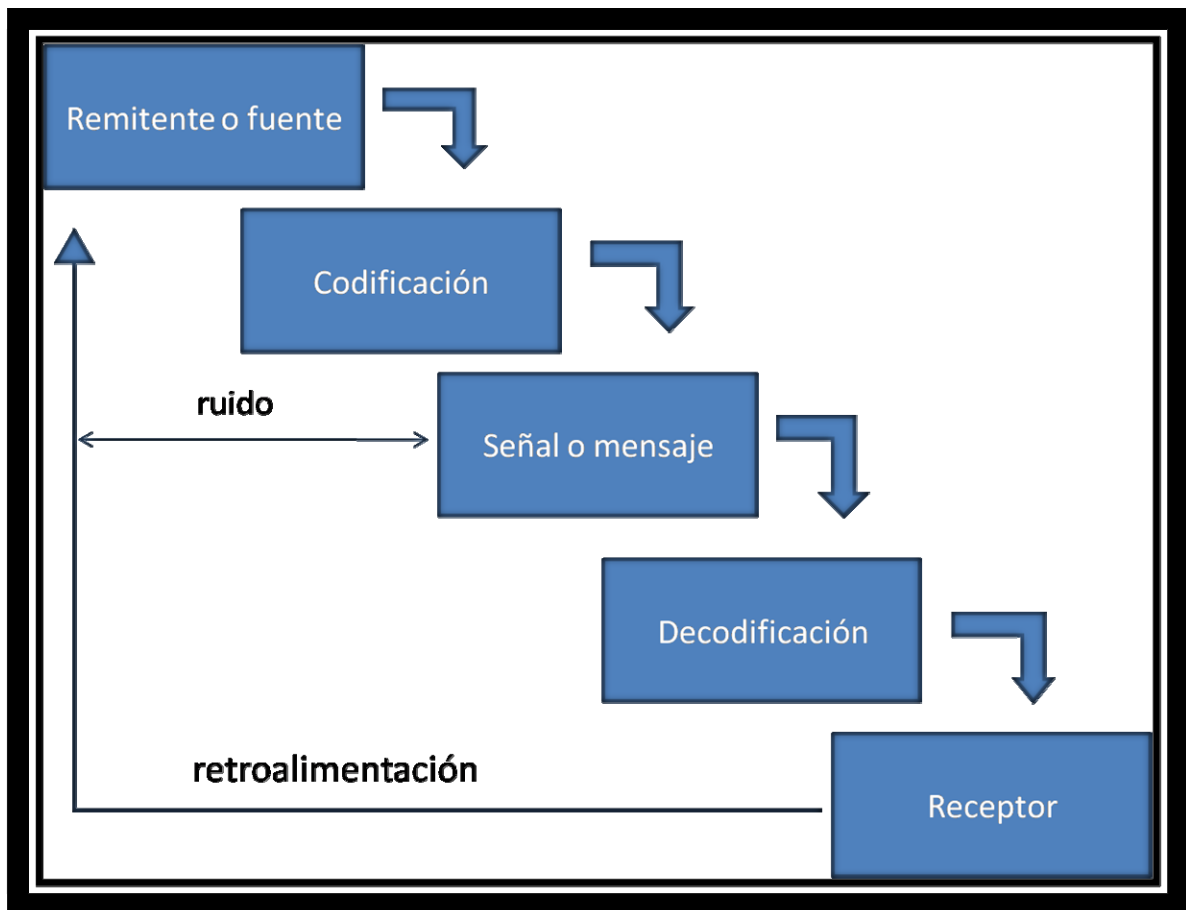 Remitente o fuente
Codificación
ruido
Señal o mensaje
Decodificación
retroalimentación
Receptor